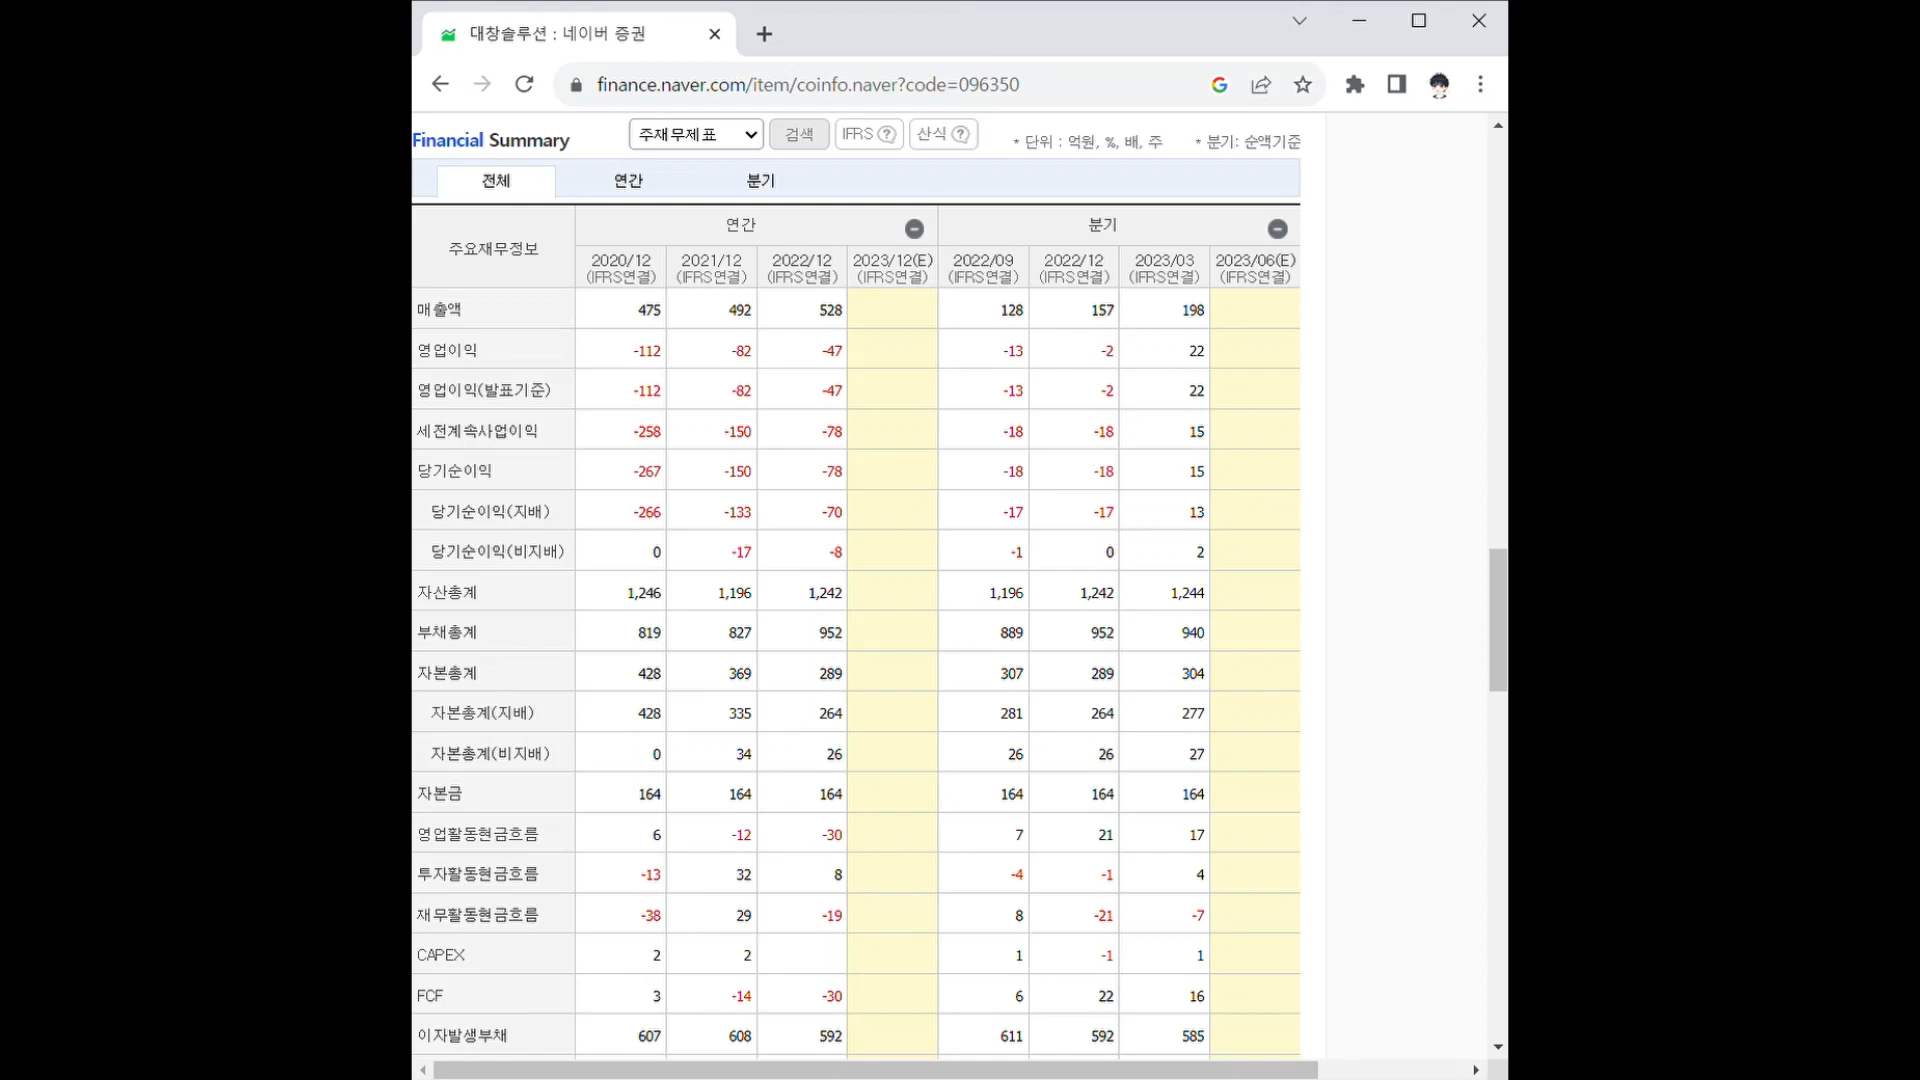 대창솔루션 : 네이버 증권
finance.naver.com/item/coinfo.naver?code=096350
Financial Summary 주재무제표 검색 IFRS ? 산식 ? * 단위 : 억원, %, 배, 주 * 분기: 순액기준
전체 연간 분기
주요재무정보 연간 분기
2020/12 2021/12 2022/12 2023/12(E) 2022/09 2022/12 2023/03 2023/06(E)
(IFRS연결) (IFRS연결) (IFRS연결) (IFRS연결) (IFRS연결) (IFRS연결) (IFRS연결) (IFRS연결)
매출액 475 492 528 128 157 198
영업이익 -112 -82 -47 -13 -2 22
영업이익(발표기준) -112 -82 -47 -13 -2 22
세전계속사업이익 -258 -150 -78 -18 -18 15
당기순이익 -267 -150 -78 -18 -18 15
당기순이익(지배) -266 -133 -70 -17 -17 13
당기순이익(비지배) 0 -17 -8 -1 0 2
자산총계 1,246 1,196 1,242 1,196 1,242 1,244
부채총계 819 827 952 889 952 940
자본총계 428 369 289 307 289 304
자본총계(지배) 428 335 264 281 264 277
자본총계(비지배) 0 34 26 26 26 27
자본금 164 164 164 164 164 164
영업활동현금흐름 6 -12 -30 7 21 17
투자활동현금흐름 -13 32 8 -4 -1 4
재무활동현금흐름 -38 29 -19 8 -21 -7
CAPEX 2 2 1 -1 1
FCF 3 -14 -30 6 22 16
이자발생부채 607 608 592 611 592 585